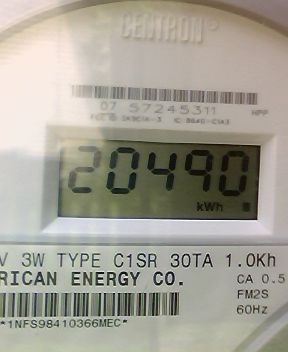 CENTRON®
07 57245311 HPP
20490
kWh
V 3W TYPE C1SR 30TA 1.0Kh
RICAN ENERGY CO. CA 0.5
FM2S
*1NFS98410366MEC* 60Hz